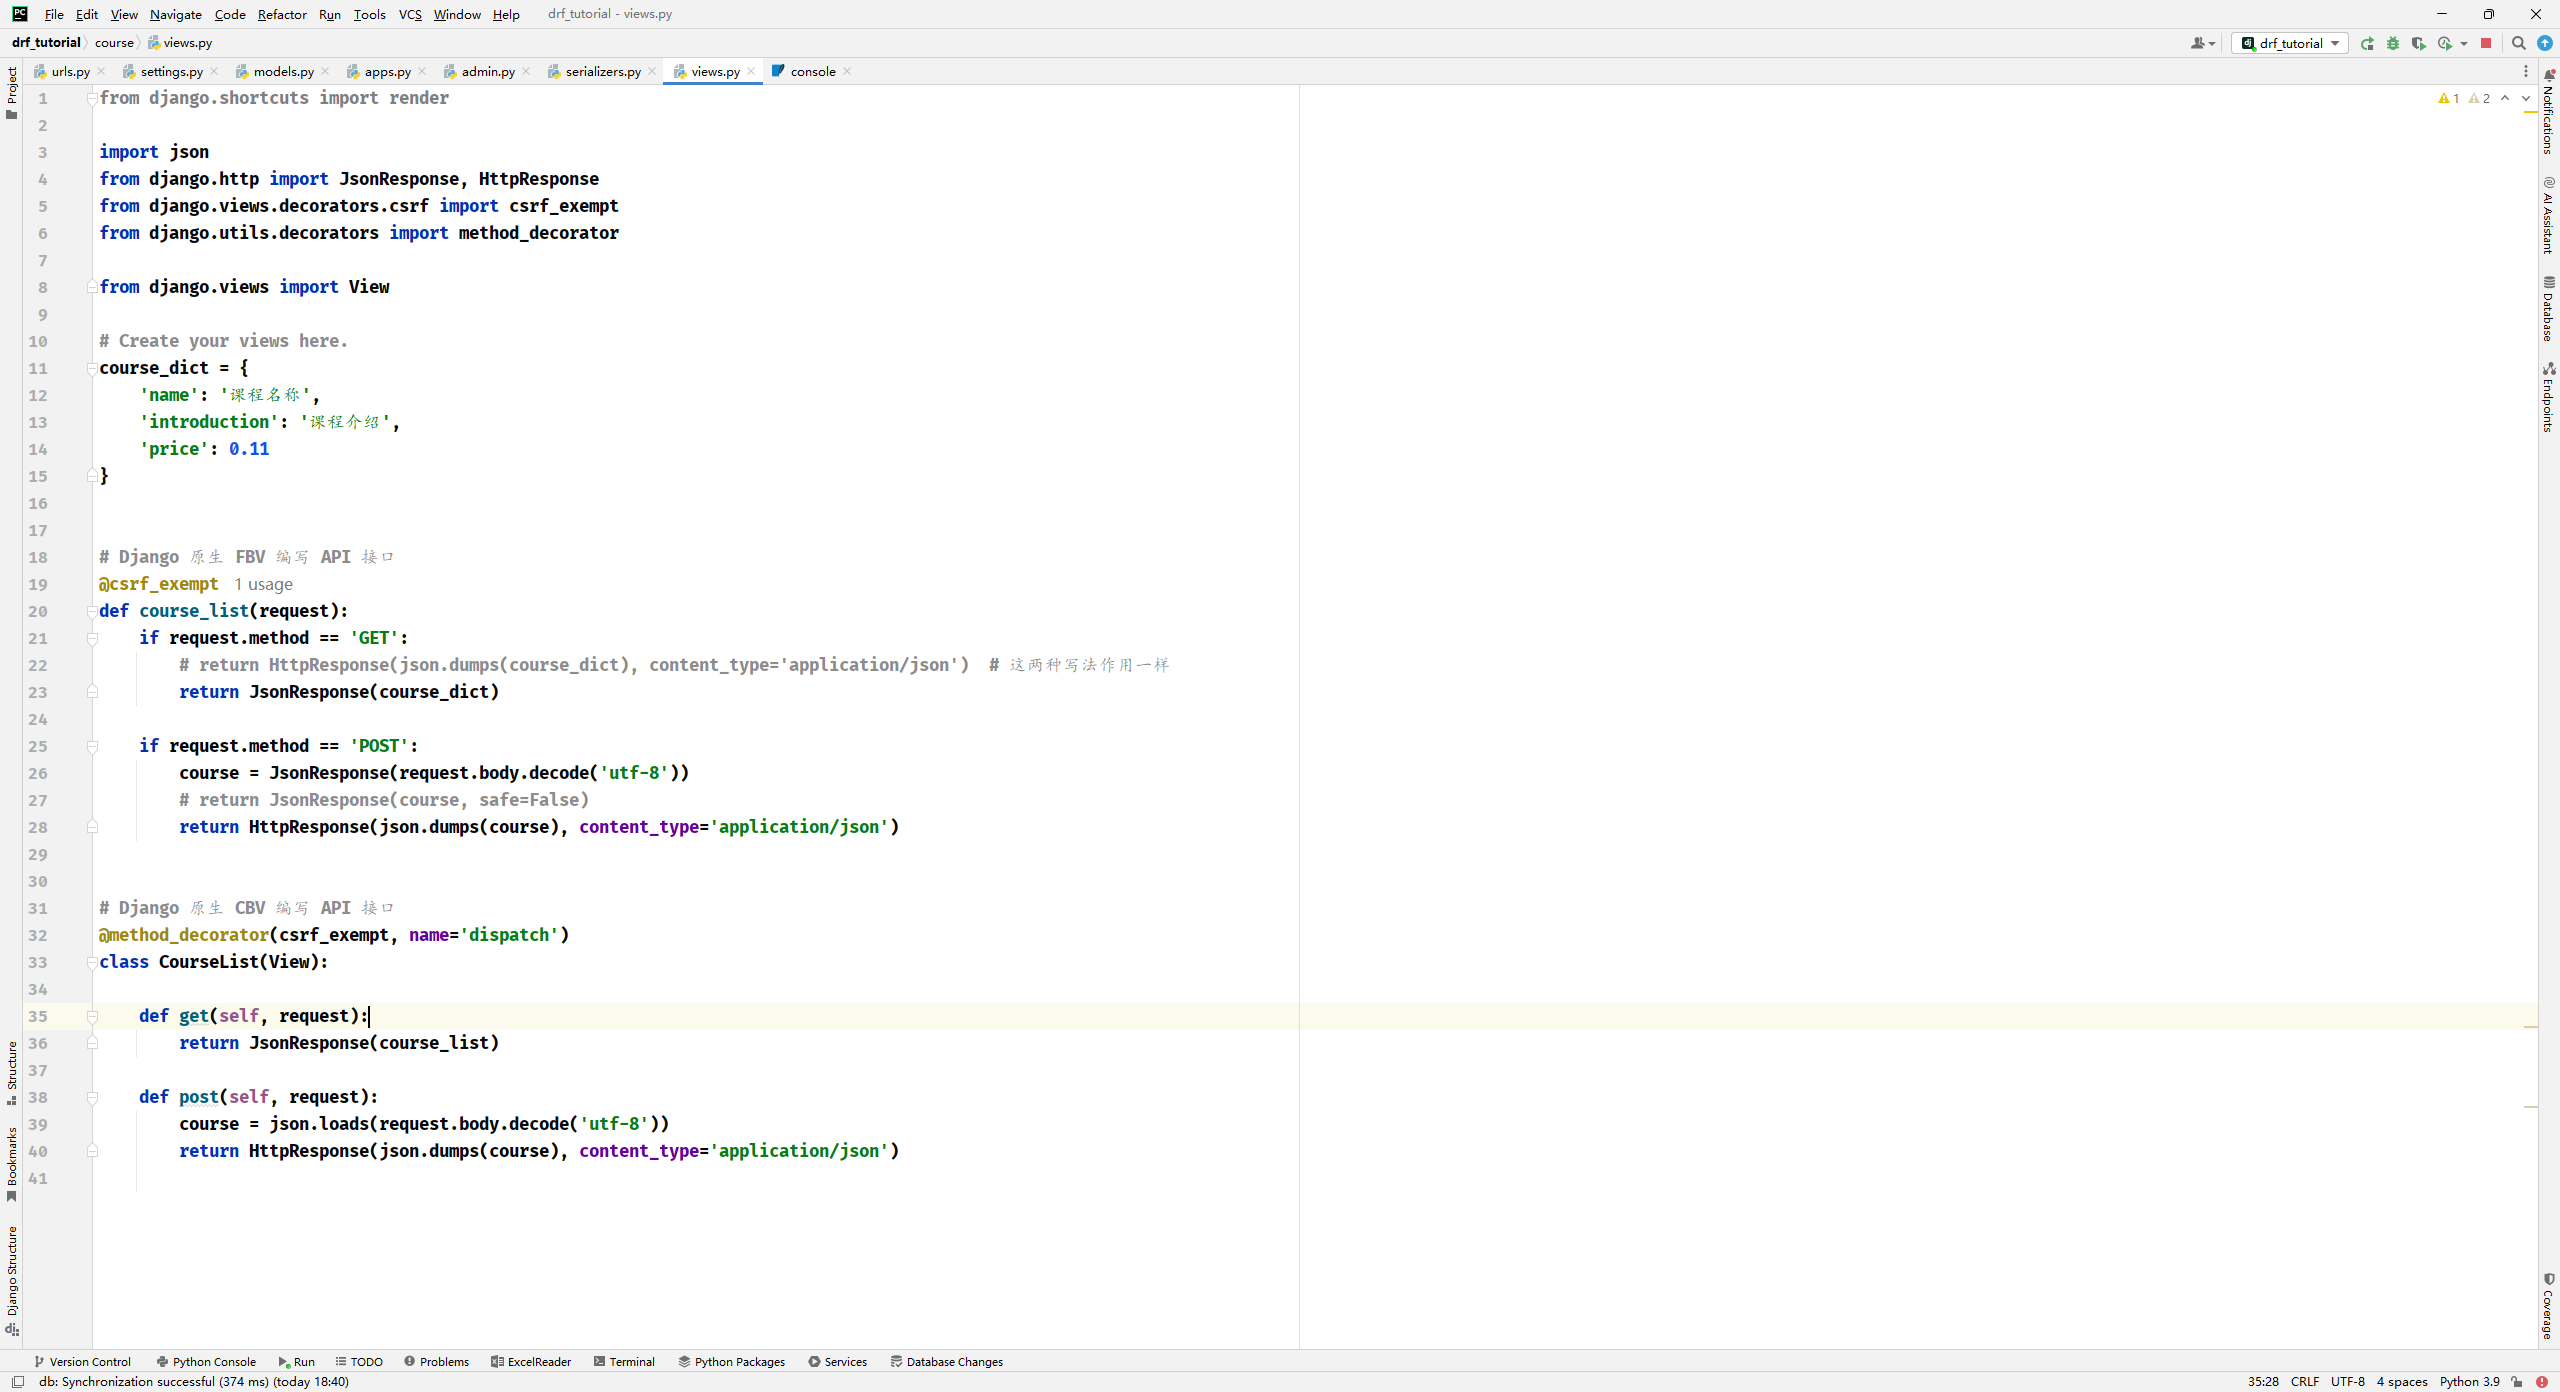 File Edit View Navigate Code Refactor Run Tools VCS Window Help drf_tutorial - views.py
drf_tutorial course views.py
drf_tutorial
urls.py settings.py models.py apps.py admin.py serializers.py views.py console
Project
Structure
Bookmarks
Django Structure
1 from django.shortcuts import render
2
3 import json
4 from django.http import JsonResponse, HttpResponse
5 from django.views.decorators.csrf import csrf_exempt
6 from django.utils.decorators import method_decorator
7
8 from django.views import View
9
10 # Create your views here.
11 course_dict = {
12     'name': '课程名称',
13     'introduction': '课程介绍',
14     'price': 0.11
15 }
16
17
18 # Django 原生 FBV 编写 API 接口
19 @csrf_exempt 1 usage
20 def course_list(request):
21     if request.method == 'GET':
22         # return HttpResponse(json.dumps(course_dict), content_type='application/json')  # 这两种写法作用一样
23         return JsonResponse(course_dict)
24
25     if request.method == 'POST':
26         course = JsonResponse(request.body.decode('utf-8'))
27         # return JsonResponse(course, safe=False)
28         return HttpResponse(json.dumps(course), content_type='application/json')
29
30
31 # Django 原生 CBV 编写 API 接口
32 @method_decorator(csrf_exempt, name='dispatch')
33 class CourseList(View):
34
35     def get(self, request):
36         return JsonResponse(course_list)
37
38     def post(self, request):
39         course = json.loads(request.body.decode('utf-8'))
40         return HttpResponse(json.dumps(course), content_type='application/json')
41
1 2
Notifications
AI Assistant
Database
Endpoints
Coverage
Version Control Python Console Run TODO Problems ExcelReader Terminal Python Packages Services Database Changes
db: Synchronization successful (374 ms) (today 18:40)
35:28 CRLF UTF-8 4 spaces Python 3.9